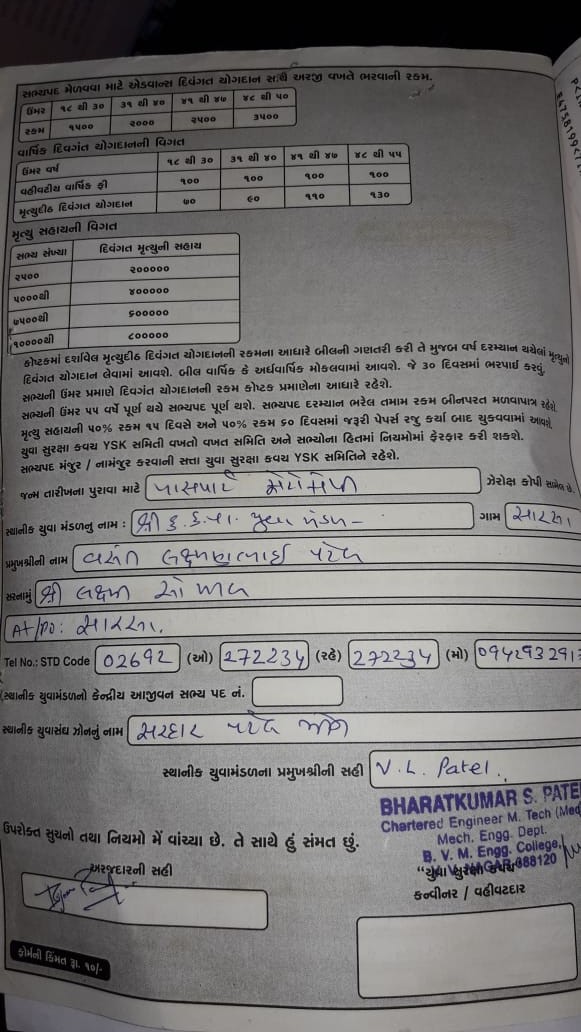 સભ્યપદ મેળવવા માટે એડવાન્સ દિવંગત યોગદાન સાથે અરજી વખતે ભરવાની રકમ.
ઉંમર ૧૮ થી ૩૦ ૩૧ થી ૪૦ ૪૧ થી ૪૭ ૪૮ થી ૫૦
રકમ ૧૫૦૦ ૨૦૦૦ ૨૫૦૦ ૩૫૦૦
વાર્ષિક દિવગંત યોગદાનની વિગત
ઉંમર વર્ષ ૧૮ થી ૩૦ ૩૧ થી ૪૦ ૪૧ થી ૪૭ ૪૮ થી ૫૫
વહીવટીય વાર્ષિક ફી ૧૦૦ ૧૦૦ ૧૦૦ ૧૦૦
મૃત્યુદીઠ દિવંગત યોગદાન ૭૦ ૯૦ ૧૧૦ ૧૩૦
મૃત્યુ સહાયની વિગત
સભ્ય સંખ્યા દિવંગત મૃત્યુની સહાય
૨૫૦૦ ૨૦૦૦૦૦
૫૦૦૦થી ૪૦૦૦૦૦
૭૫૦૦થી ૬૦૦૦૦૦
૧૦૦૦૦થી ૮૦૦૦૦૦
કોષ્ટકમાં દર્શાવેલ મૃત્યુદીઠ દિવંગત યોગદાનની રકમના આધારે બીલની ગણતરી કરી તે મુજબ વર્ષ દરમ્યાન થયેલાં મૃત્યુનો
દિવંગત યોગદાન લેવામાં આવશે. બીલ વાર્ષિક કે અર્ધવાર્ષિક મોકલવામાં આવશે. જે ૩૦ દિવસમાં ભરપાઈ કરવું.
સભ્યની ઉંમર પ્રમાણે દિવગંત યોગદાનની રકમ કોષ્ટક પ્રમાણેના આધારે રહેશે.
સભ્યની ઉંમર ૫૫ વર્ષે પૂર્ણ થયે સભ્યપદ પૂર્ણ થશે. સભ્યપદ દરમ્યાન ભરેલ તમામ રકમ બીનપરત મળવાપાત્ર રહેશે.
મૃત્યુ સહાયની ૫૦% રકમ ૧૫ દિવસે અને ૫૦% રકમ ૬૦ દિવસમાં જરૂરી પેપર્સ રજુ કર્યા બાદ ચુકવવામાં આવશે.
યુવા સુરક્ષા કવચ YSK સમિતી વખતો વખત સમિતિ અને સભ્યોના હિતમાં નિયમોમાં ફેરફાર કરી શકશે.
સભ્યપદ મંજુર / નામંજુર કરવાની સત્તા યુવા સુરક્ષા કવચ YSK સમિતિને રહેશે.
જન્મ તારીખના પુરાવા માટે પાસપોર્ટ ઝેરોક્ષ કોપી સામેલ છે.
સ્થાનીક યુવા મંડળનુ નામ : શ્રી ક. ક. પા. યુવા મંડળ - ગામ સારસા
પ્રમુખશ્રીની નામ વસંત લક્ષ્મણભાઈ પટેલ
સરનામું શ્રી લક્ષ્મી સો મીલ
At/po: સારસા.
Tel No.: STD Code 02692 (ઓ) 272234 (રહે) 272234 (મો)
સ્થાનીક યુવામંડળનો કેન્દ્રીય આજીવન સભ્ય પદ નં.
સ્થાનીક યુવાસંઘ ઝોનનું નામ સરદાર પટેલ ઝોન
સ્થાનીક યુવામંડળના પ્રમુખશ્રીની સહી V. L. Patel.
BHARATKUMAR S. PATE
Chartered Engineer M. Tech (Med
Mech. Engg. Dept.
B. V. M. Engg. College,
388120
ઉપરોક્ત સુચનો તથા નિયમો મેં વાંચ્યા છે. તે સાથે હું સંમત છું.
અરજદારની સહી
"યુવા સુરક્ષા કવચ"
કન્વીનર / વહીવટદાર
ફોર્મની કિંમત રૂા. ૧૦/-